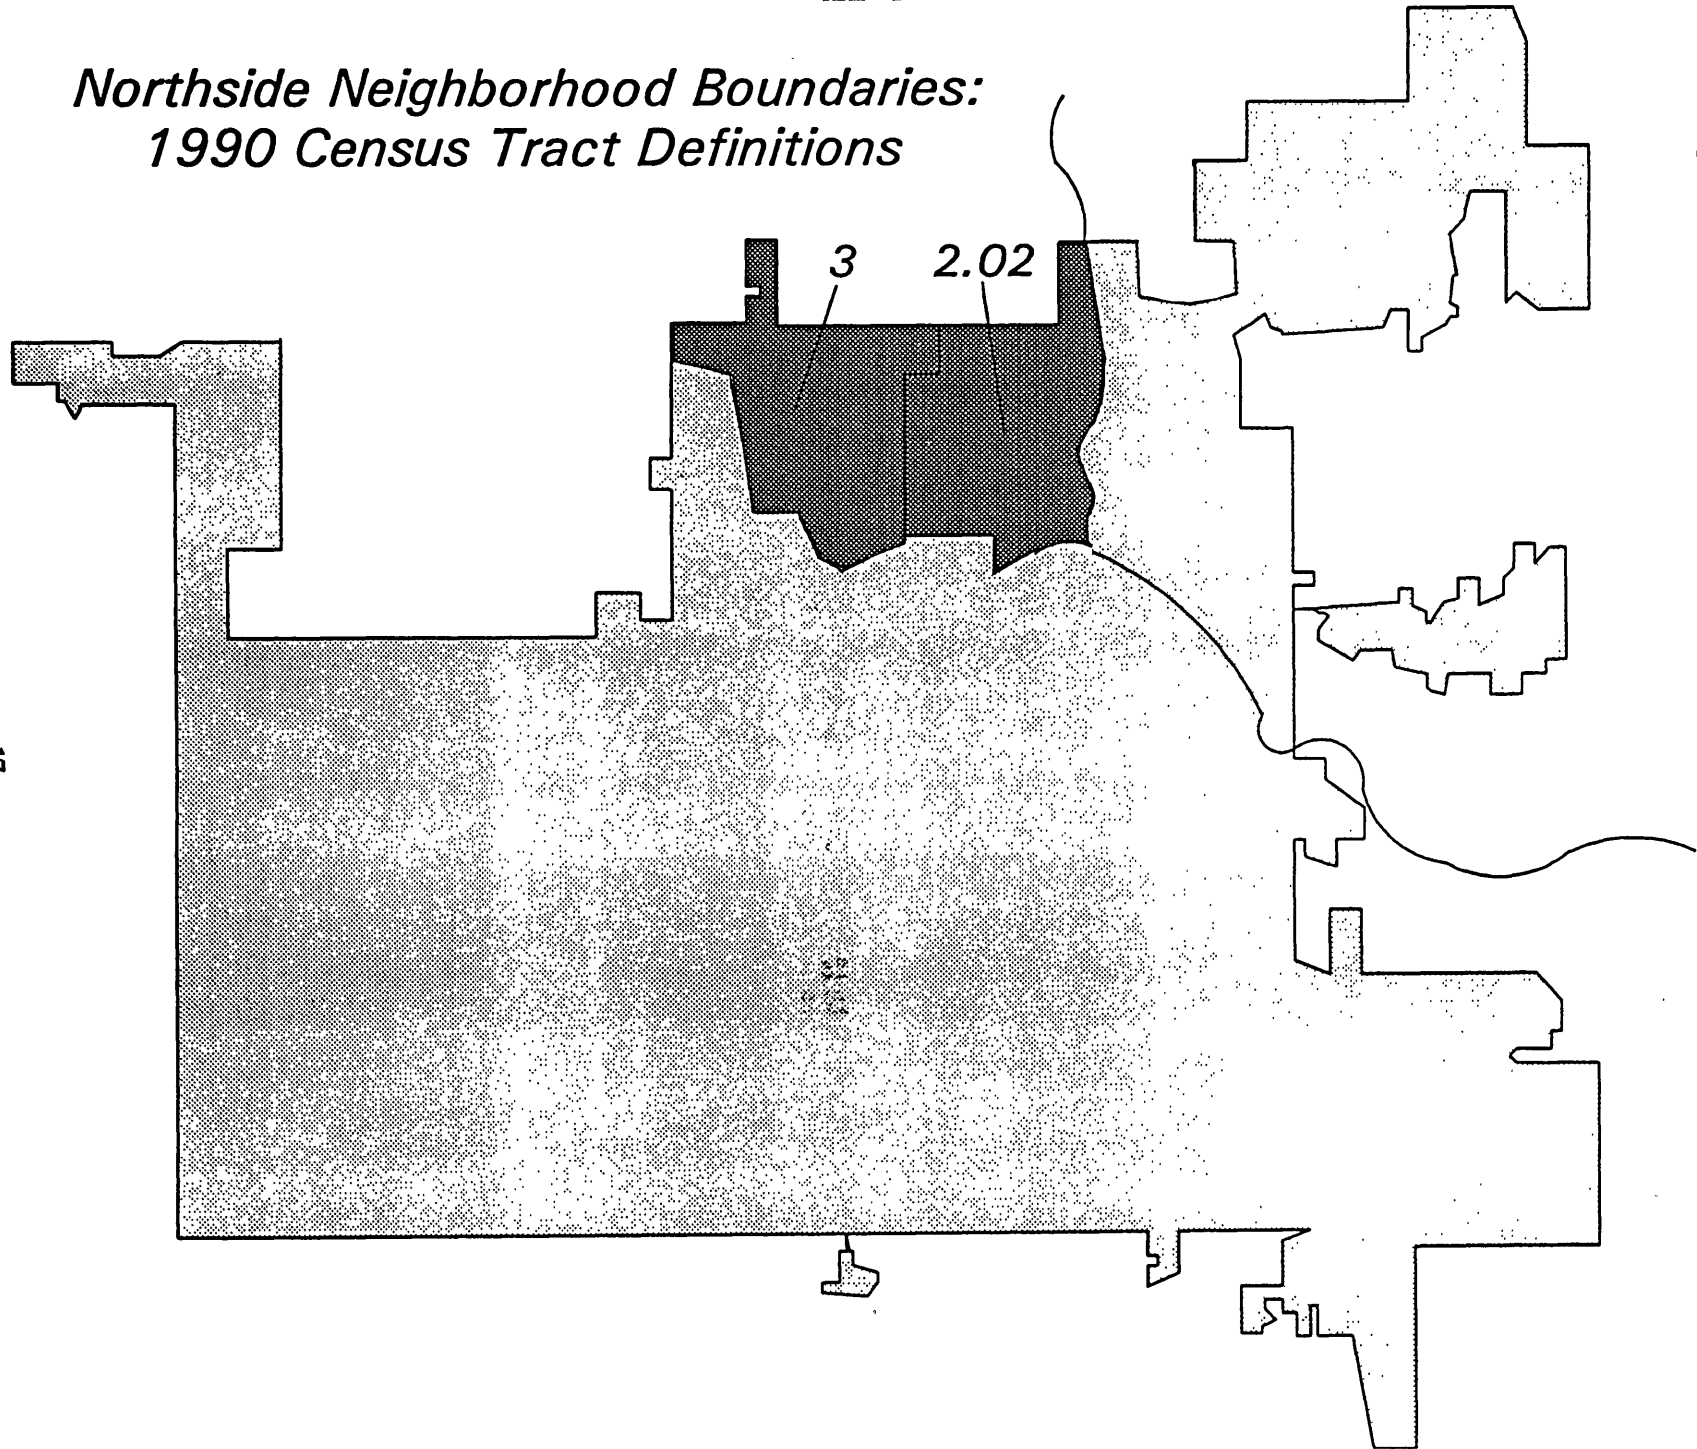 Northside Neighborhood Boundaries:
1990 Census Tract Definitions
3 2.02